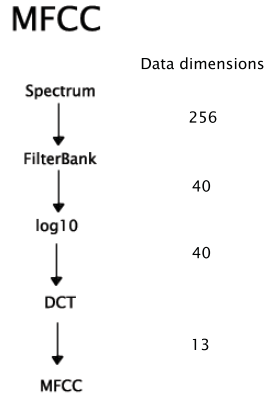 MFCC
Data dimensions
Spectrum
256
FilterBank
40
log10
40
DCT
13
MFCC